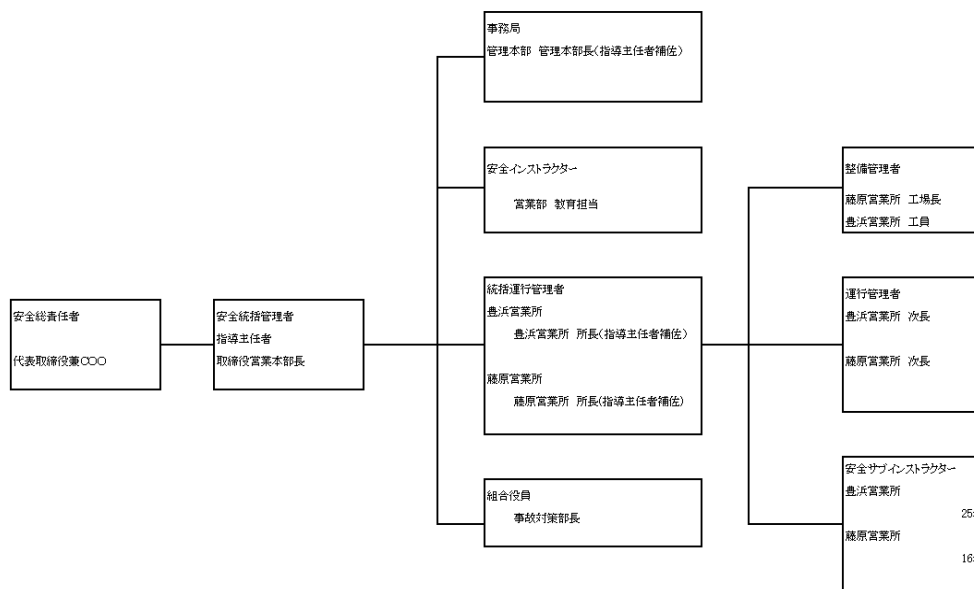 事務局
管理本部 管理本部長(指導主任者補佐)
安全インストラクター
営業部 教育担当
整備管理者
藤原営業所 工場長
豊浜営業所 工員
安全総責任者
代表取締役兼COO
安全統括管理者
指導主任者
取締役営業本部長
統括運行管理者
豊浜営業所
豊浜営業所 所長(指導主任者補佐)
藤原営業所
藤原営業所 所長(指導主任者補佐)
運行管理者
豊浜営業所 次長
藤原営業所 次長
組合役員
事故対策部長
安全サブインストラクター
豊浜営業所
25
藤原営業所
16